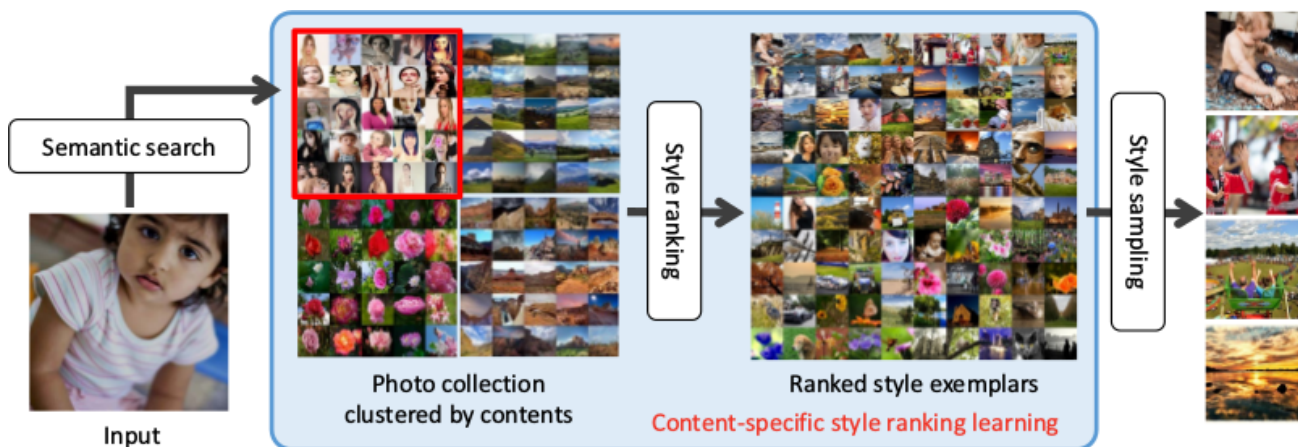 Semantic search
Input
Photo collection
clustered by contents
Style ranking
Ranked style exemplars
Content-specific style ranking learning
Style sampling